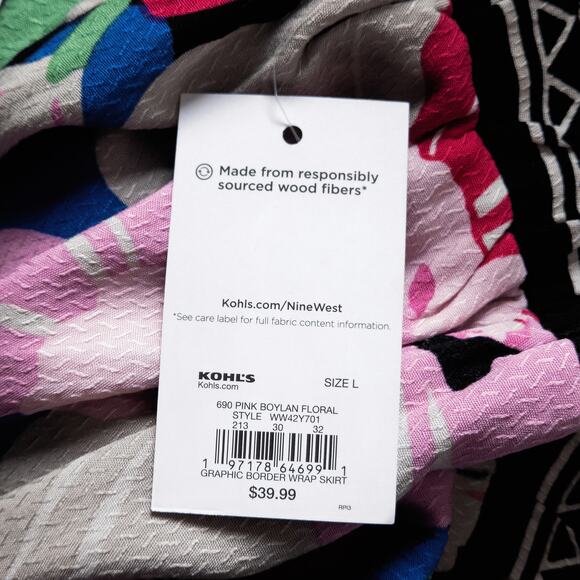 Made from responsibly
sourced wood fibers*
Kohls.com/NineWest
*See care label for full fabric content information.
KOHL'S
Kohls.com
SIZE L
690 PINK BOYLAN FLORAL
STYLE WW42Y701
213 30 32
1 97178 64699 1
GRAPHIC BORDER WRAP SKIRT
$39.99
RPI3